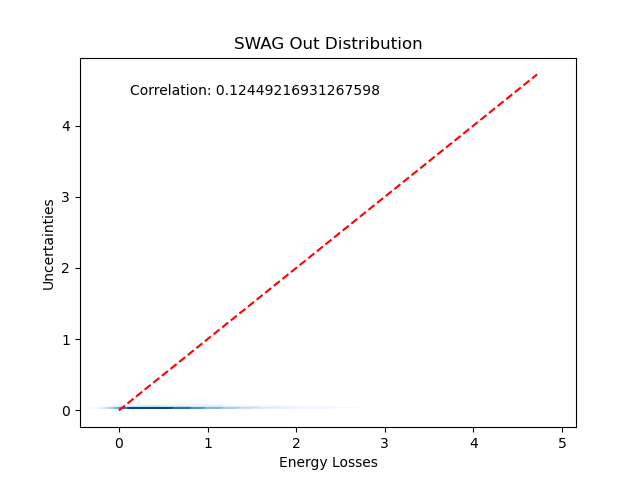 SWAG Out Distribution
Correlation: 0.12449216931267598
Uncertainties
4
3
2
1
0
0 1 2 3 4 5
Energy Losses